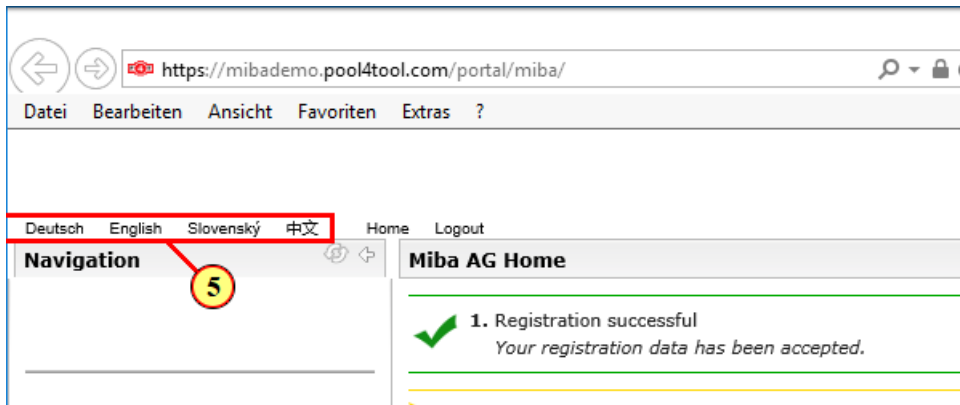 https://mibademo.pool4tool.com/portal/miba/
Datei Bearbeiten Ansicht Favoriten Extras ?
Deutsch English Slovenský 中文 Home Logout
Navigation
Miba AG Home
5
1. Registration successful
Your registration data has been accepted.